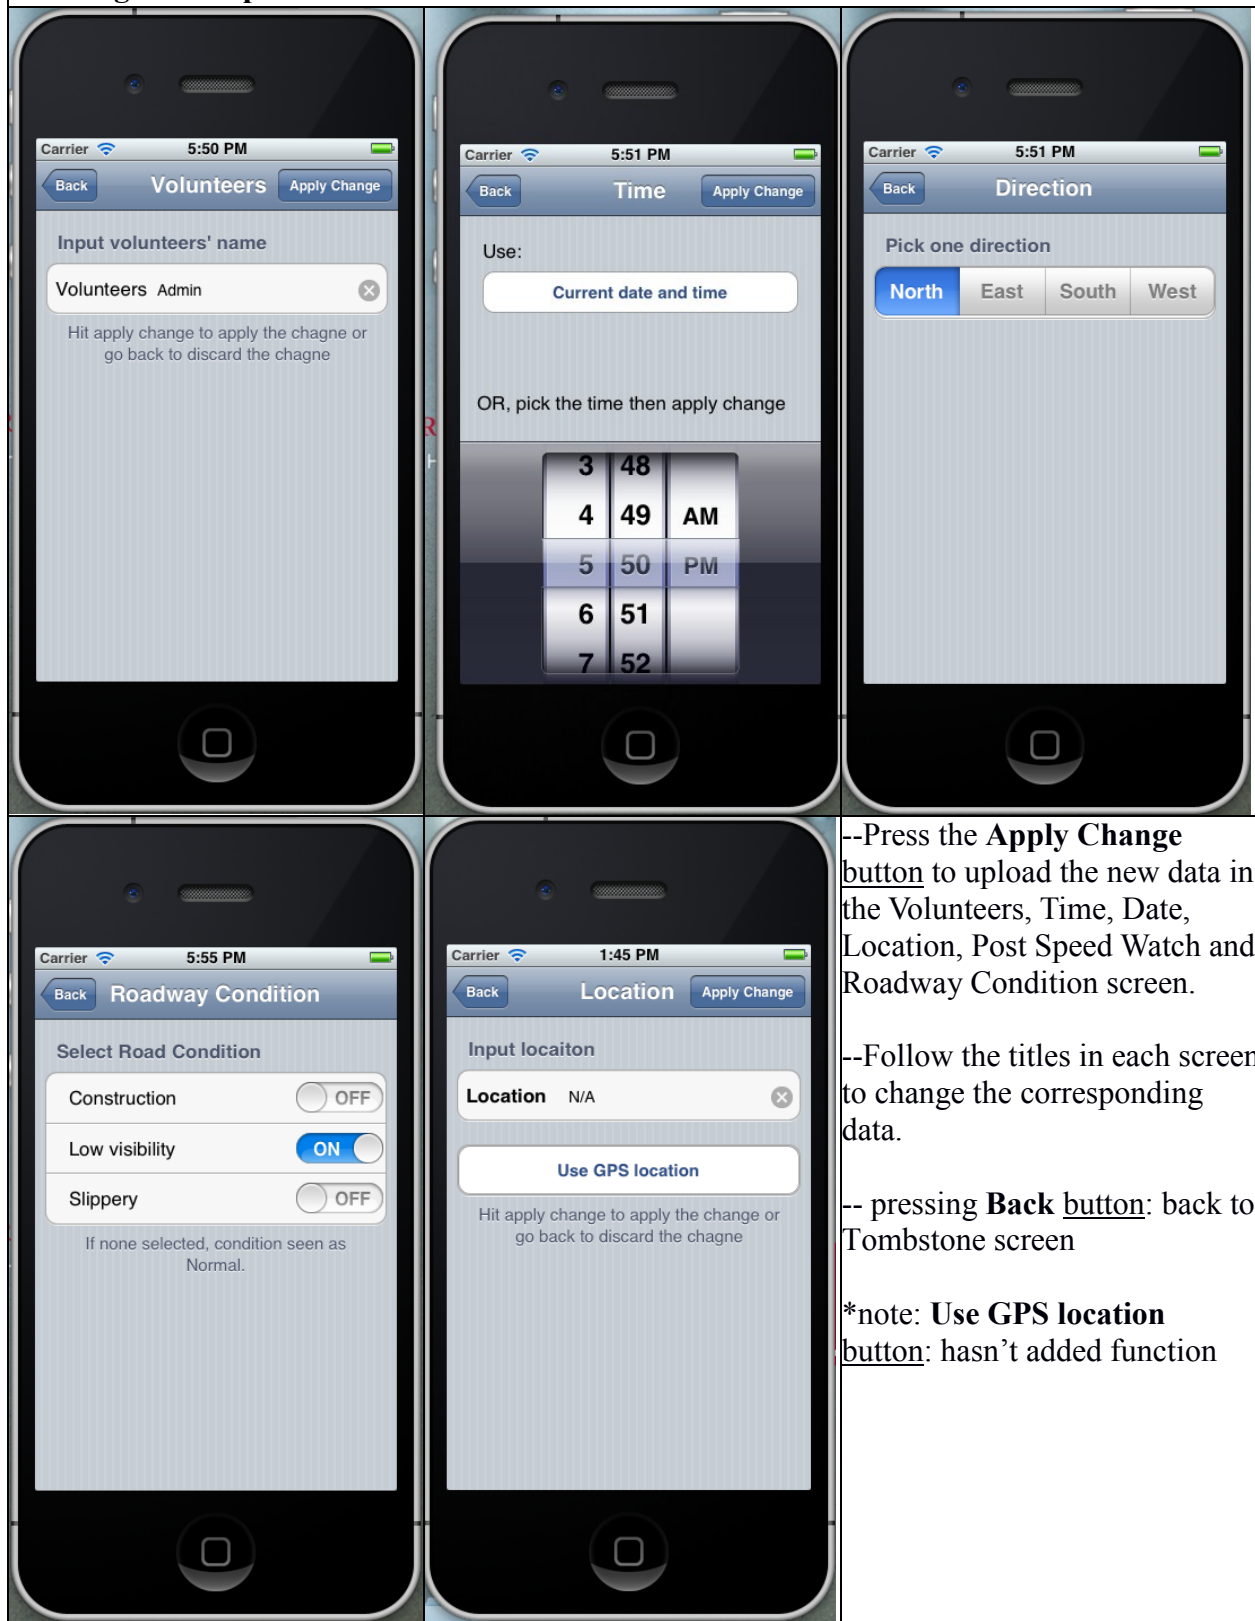 Carrier 5:50 PM
Back Volunteers Apply Change
Input volunteers' name
Volunteers Admin
Hit apply change to apply the chagne or
go back to discard the chagne
Carrier 5:51 PM
Back Time Apply Change
Use:
Current date and time
OR, pick the time then apply change
3 48
4 49 AM
5 50 PM
6 51
7 52
Carrier 5:51 PM
Back Direction
Pick one direction
North East South West
Carrier 5:55 PM
Back Roadway Condition
Select Road Condition
Construction OFF
Low visibility ON
Slippery OFF
If none selected, condition seen as
Normal.
Carrier 1:45 PM
Back Location Apply Change
Input locaiton
Location N/A
Use GPS location
Hit apply change to apply the change or
go back to discard the chagne
--Press the Apply Change
button to upload the new data in
the Volunteers, Time, Date,
Location, Post Speed Watch and
Roadway Condition screen.
--Follow the titles in each screen
to change the corresponding
data.
-- pressing Back button: back to
Tombstone screen
*note: Use GPS location
button: hasn't added function